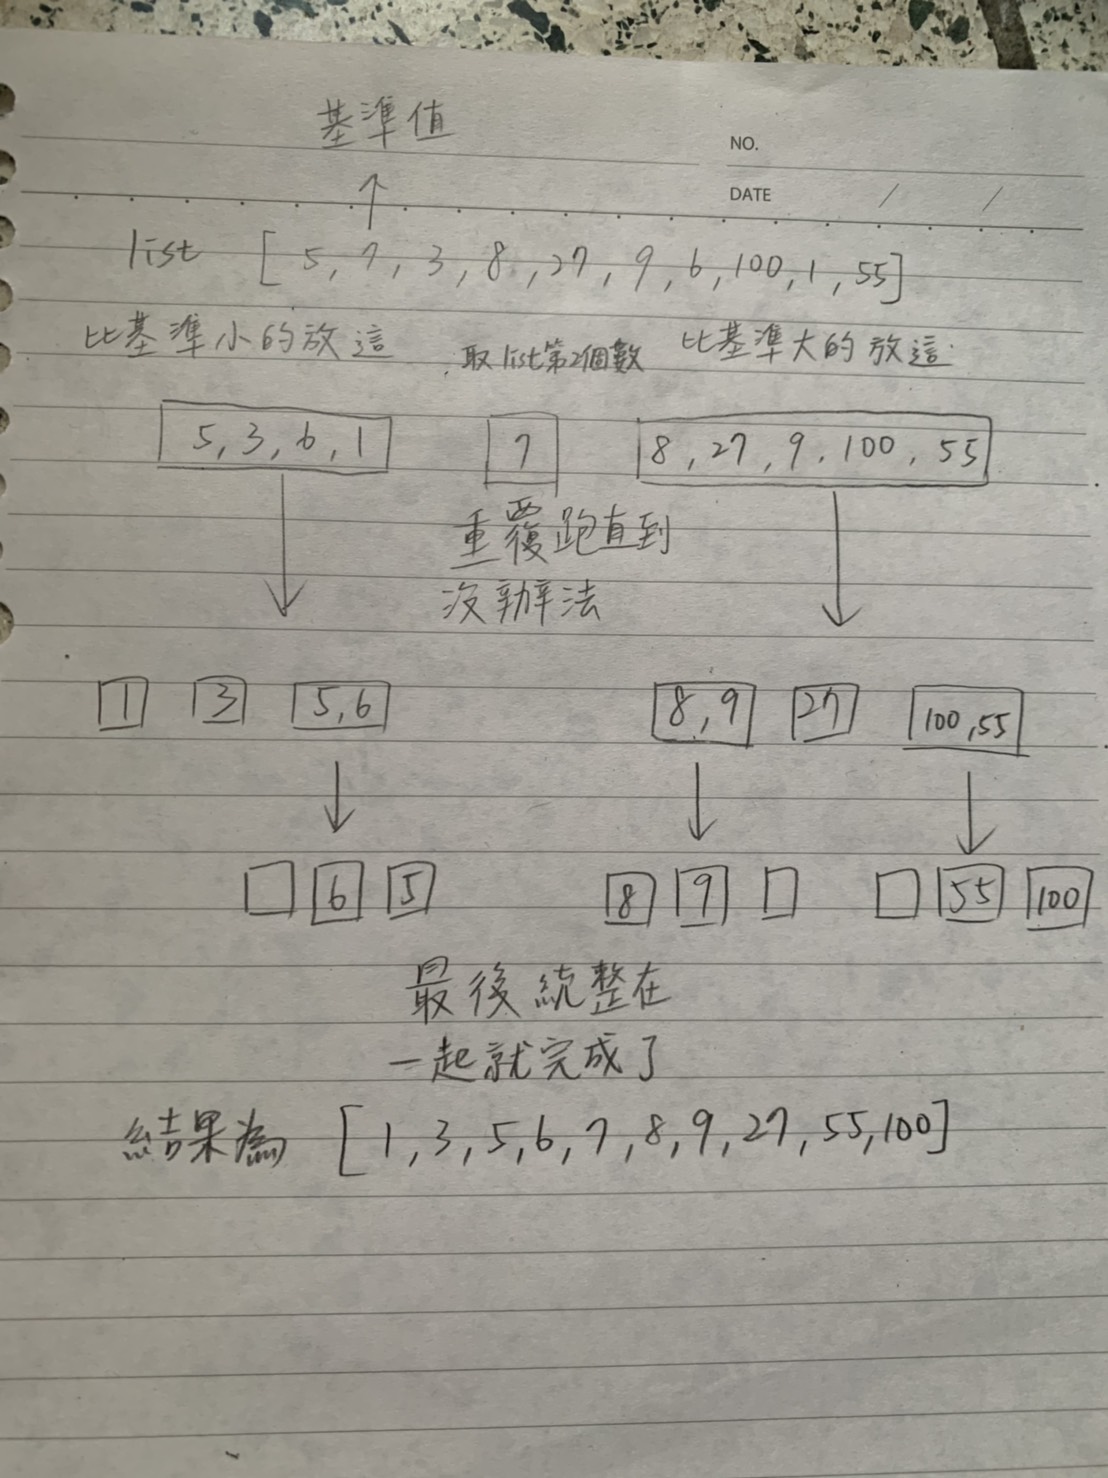 基準值
NO.
DATE / /
↑
list [5, 7, 3, 8, 27, 9, 6, 100, 1, 55]
比基準小的放這 取list第2個數 比基準大的放這
5, 3, 6, 1 7 8, 27, 9, 100, 55
重覆跑直到
沒辦法
1 3 5, 6 8, 9 27 100, 55
6 5 8 9 55 100
最後統整在
一起就完成了
結果為 [1, 3, 5, 6, 7, 8, 9, 27, 55, 100]